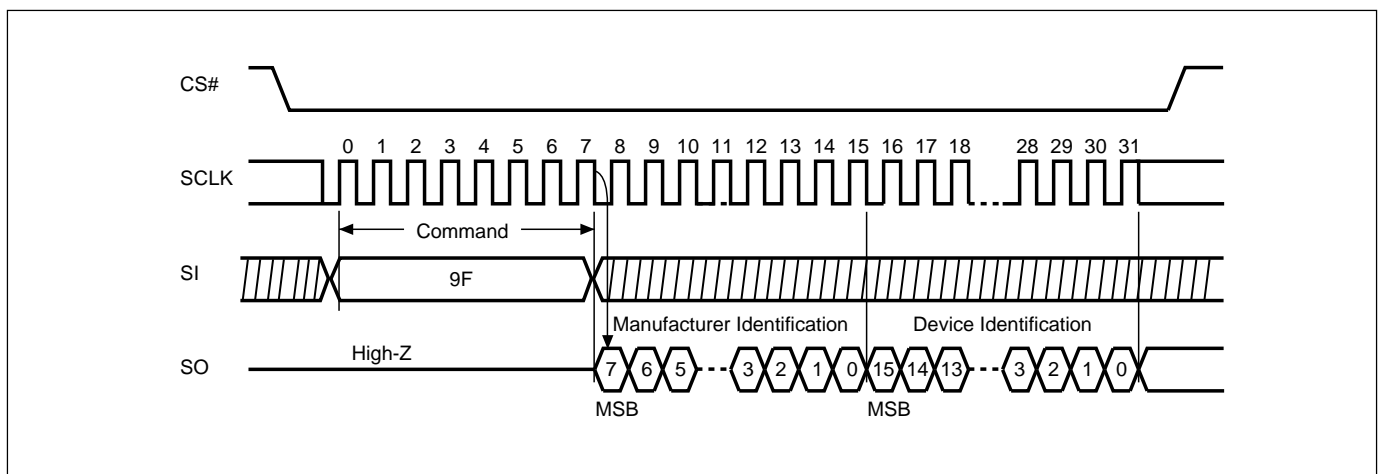 CS#
0 1 2 3 4 5 6 7 8 9 10 11 12 13 14 15 16 17 18 28 29 30 31
SCLK
Command
SI
9F
Manufacturer Identification Device Identification
High-Z
SO
7 6 5 3 2 1 0 15 14 13 3 2 1 0
MSB MSB